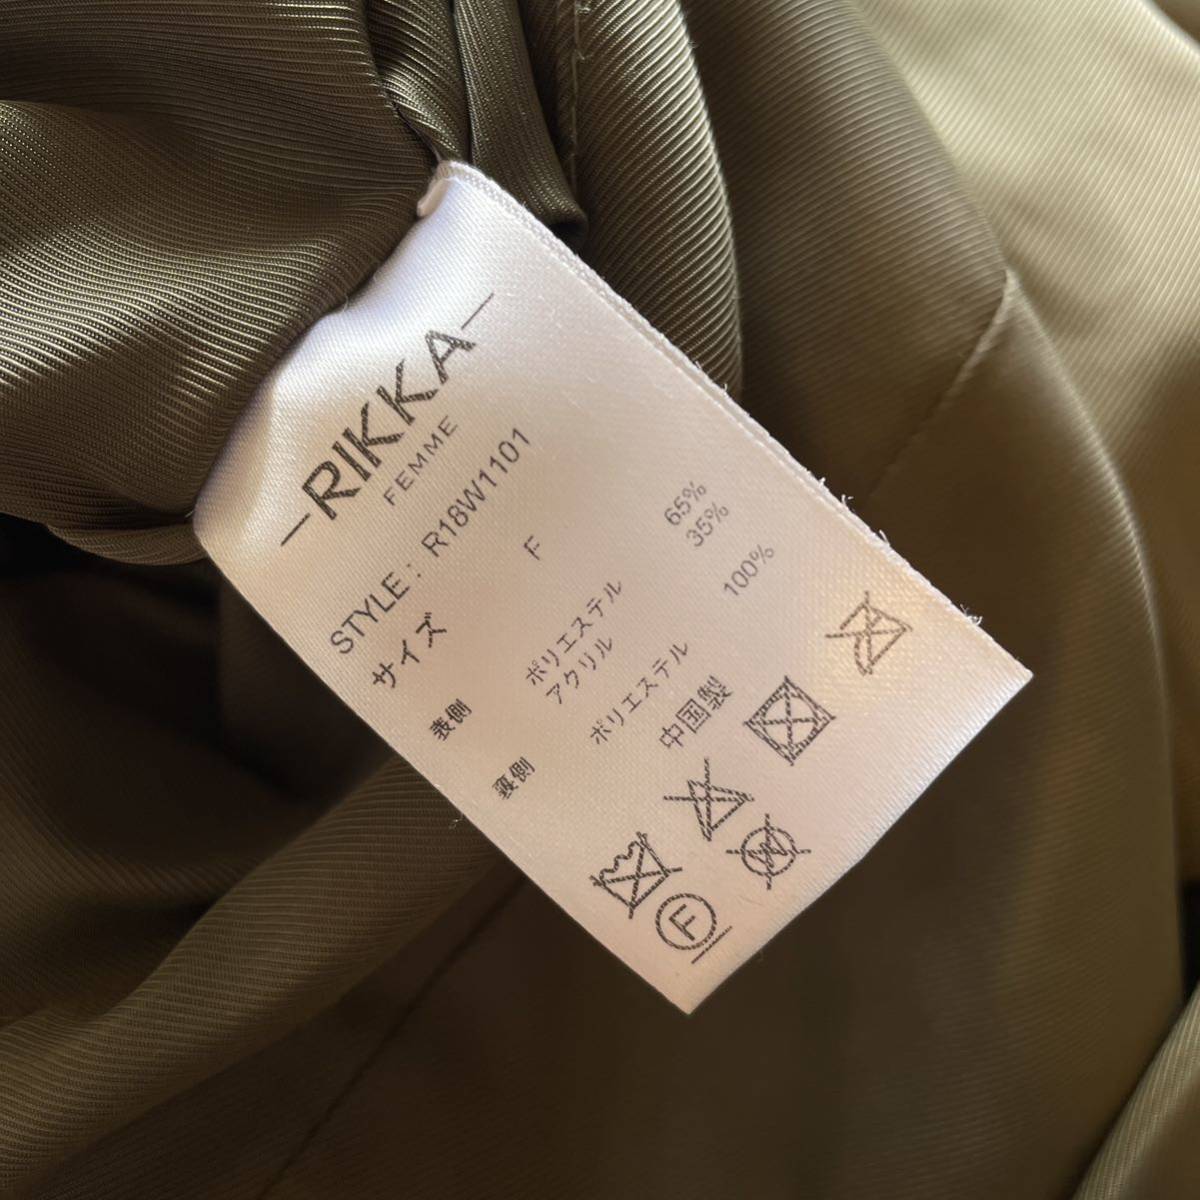 —RIKKA—
FEMME
STYLE : R18W1101
サイズ F
表側 ポリエステル 65%
アクリル 35%
裏側 ポリエステル 100%
中国製
F
W